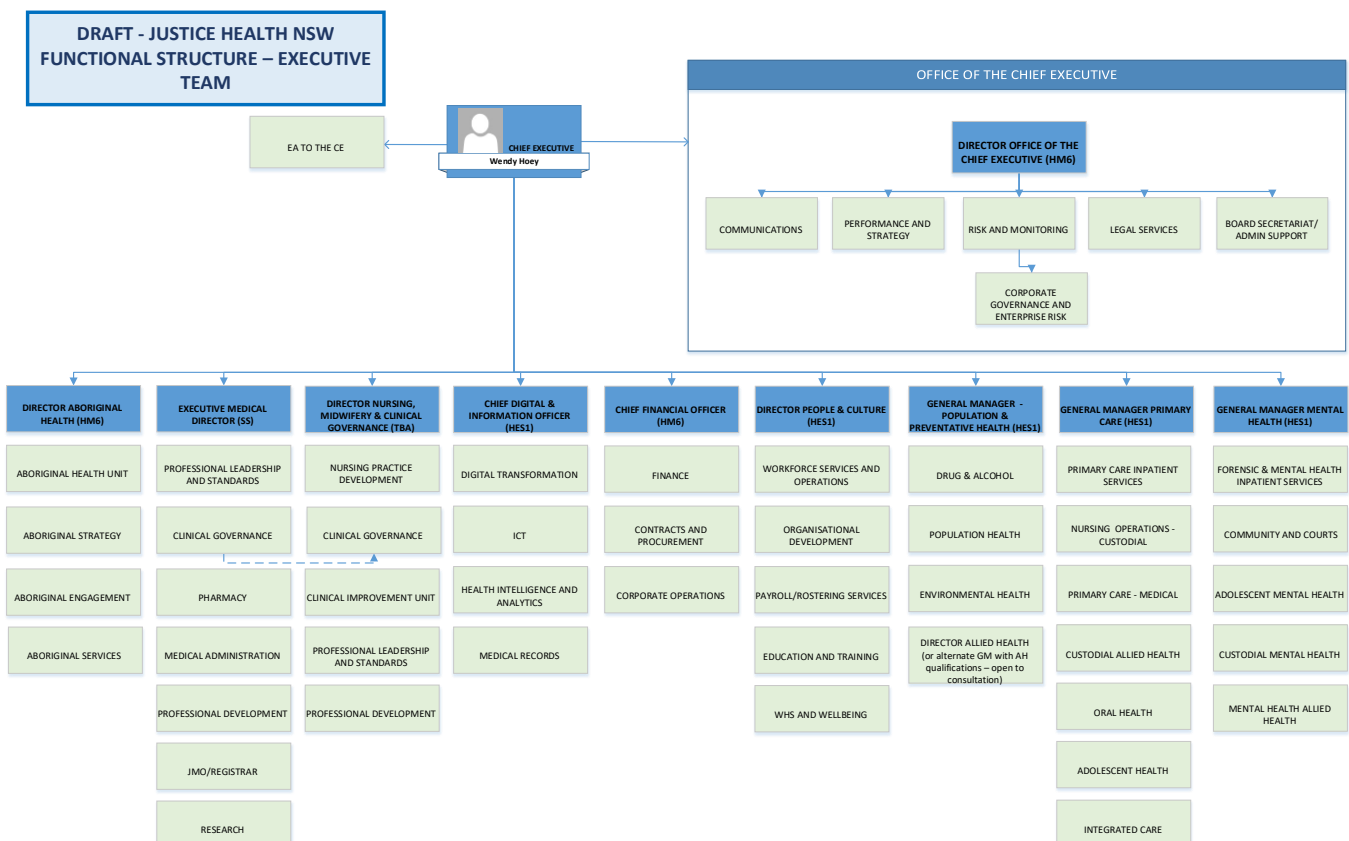 DRAFT - JUSTICE HEALTH NSW
FUNCTIONAL STRUCTURE – EXECUTIVE
TEAM
OFFICE OF THE CHIEF EXECUTIVE
EA TO THE CE
CHIEF EXECUTIVE
Wendy Hoey
DIRECTOR OFFICE OF THE
CHIEF EXECUTIVE (HM6)
COMMUNICATIONS
PERFORMANCE AND
STRATEGY
RISK AND MONITORING
LEGAL SERVICES
BOARD SECRETARIAT/
ADMIN SUPPORT
CORPORATE
GOVERNANCE AND
ENTERPRISE RISK
DIRECTOR ABORIGINAL
HEALTH (HM6)
ABORIGINAL HEALTH UNIT
ABORIGINAL STRATEGY
ABORIGINAL ENGAGEMENT
ABORIGINAL SERVICES
EXECUTIVE MEDICAL
DIRECTOR (SS)
PROFESSIONAL LEADERSHIP
AND STANDARDS
CLINICAL GOVERNANCE
PHARMACY
MEDICAL ADMINISTRATION
PROFESSIONAL DEVELOPMENT
JMO/REGISTRAR
RESEARCH
DIRECTOR NURSING,
MIDWIFERY & CLINICAL
GOVERNANCE (TBA)
NURSING PRACTICE
DEVELOPMENT
CLINICAL GOVERNANCE
CLINICAL IMPROVEMENT UNIT
PROFESSIONAL LEADERSHIP
AND STANDARDS
PROFESSIONAL DEVELOPMENT
CHIEF DIGITAL &
INFORMATION OFFICER
(HES1)
DIGITAL TRANSFORMATION
ICT
HEALTH INTELLIGENCE AND
ANALYTICS
MEDICAL RECORDS
CHIEF FINANCIAL OFFICER
(HM6)
FINANCE
CONTRACTS AND
PROCUREMENT
CORPORATE OPERATIONS
DIRECTOR PEOPLE & CULTURE
(HES1)
WORKFORCE SERVICES AND
OPERATIONS
ORGANISATIONAL
DEVELOPMENT
PAYROLL/ROSTERING SERVICES
EDUCATION AND TRAINING
WHS AND WELLBEING
GENERAL MANAGER -
POPULATION &
PREVENTATIVE HEALTH (HES1)
DRUG & ALCOHOL
POPULATION HEALTH
ENVIRONMENTAL HEALTH
DIRECTOR ALLIED HEALTH
(or alternate GM with AH
qualifications – open to
consultation)
GENERAL MANAGER PRIMARY
CARE (HES1)
PRIMARY CARE INPATIENT
SERVICES
NURSING OPERATIONS -
CUSTODIAL
PRIMARY CARE - MEDICAL
CUSTODIAL ALLIED HEALTH
ORAL HEALTH
ADOLESCENT HEALTH
INTEGRATED CARE
GENERAL MANAGER MENTAL
HEALTH (HES1)
FORENSIC & MENTAL HEALTH
INPATIENT SERVICES
COMMUNITY AND COURTS
ADOLESCENT MENTAL HEALTH
CUSTODIAL MENTAL HEALTH
MENTAL HEALTH ALLIED
HEALTH